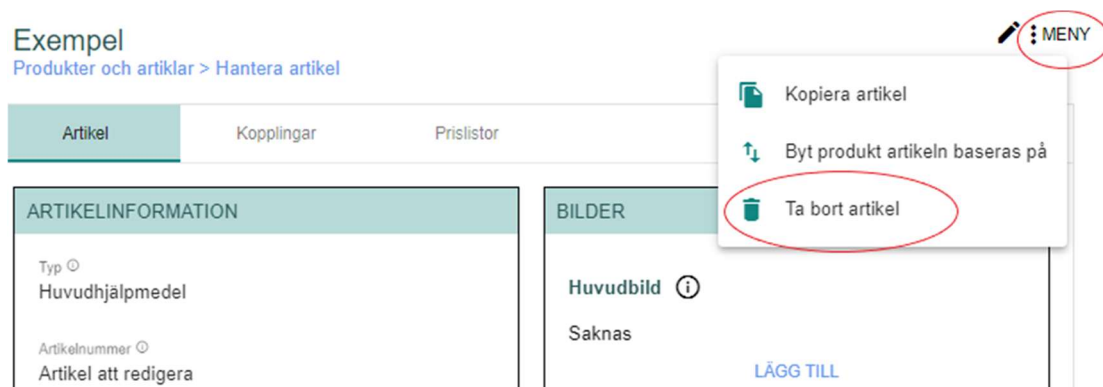 Exempel
MENY
Produkter och artiklar > Hantera artikel
Kopiera artikel
Byt produkt artikeln baseras på
Ta bort artikel
Artikel
Kopplingar
Prislistor
ARTIKELINFORMATION
Typ
Huvudhjälpmedel
Artikelnummer
Artikel att redigera
BILDER
Huvudbild
Saknas
LÄGG TILL